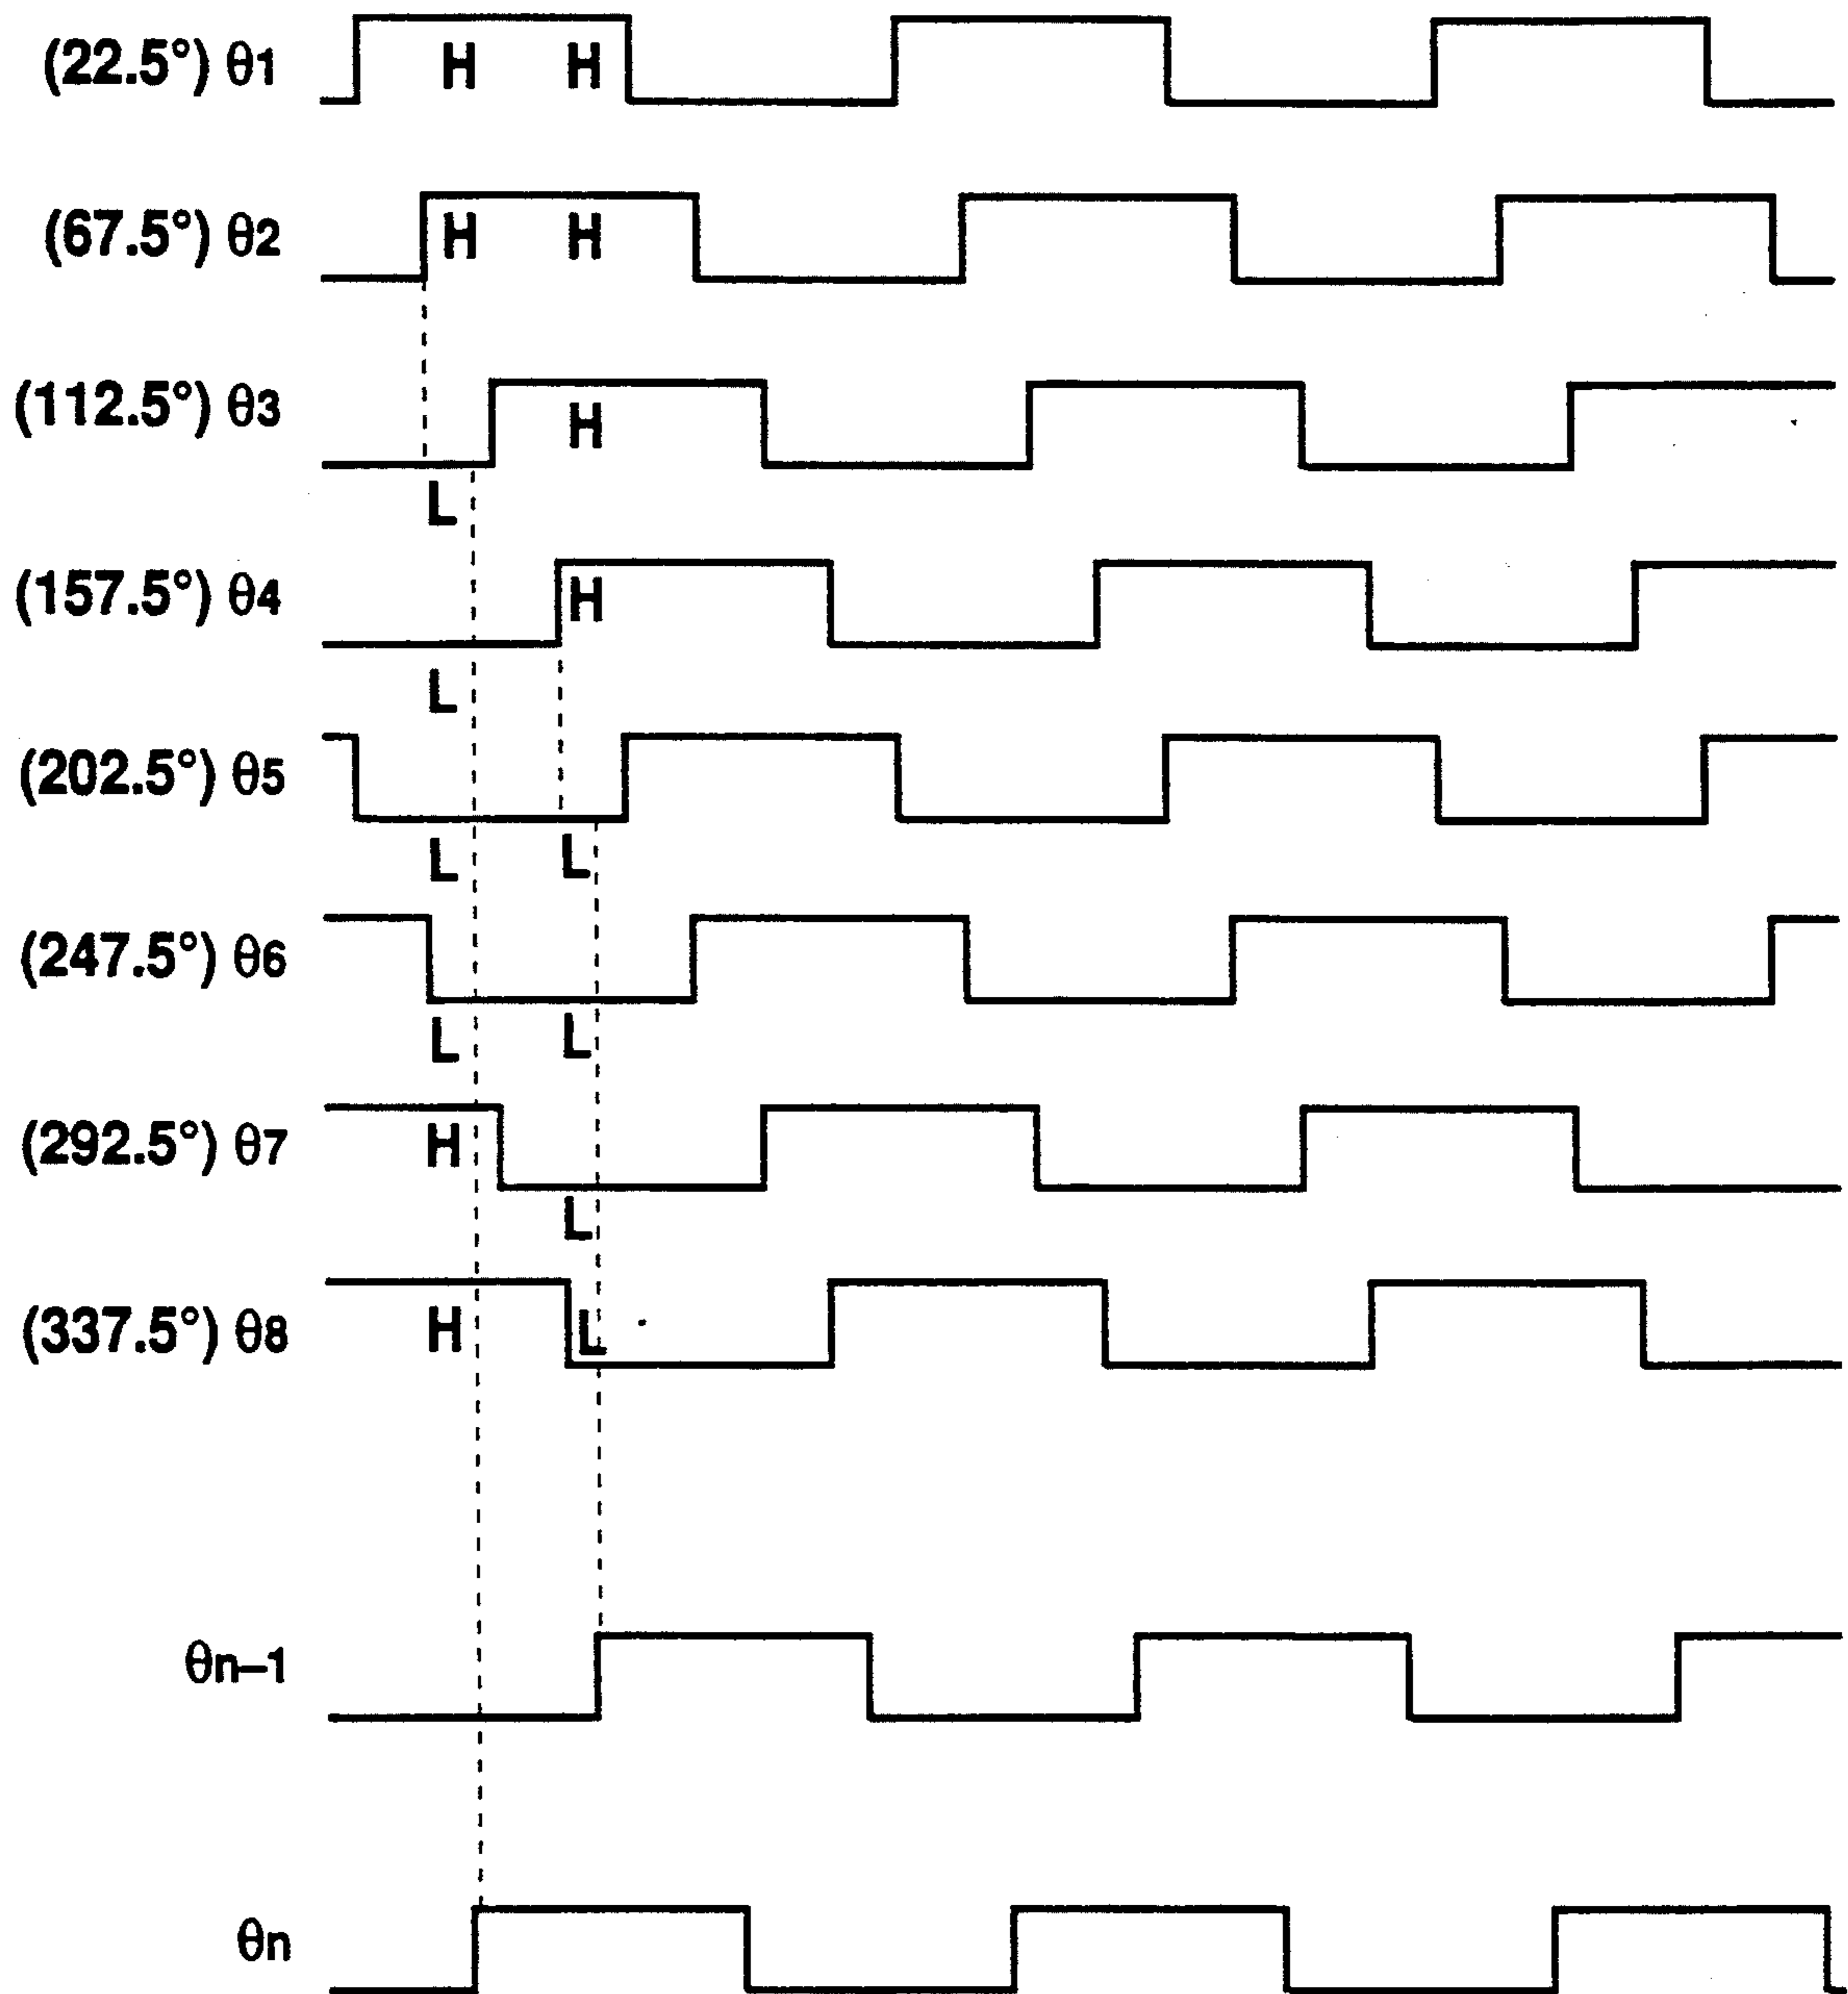 (22.5°) θ1 H H
(67.5°) θ2 H H
(112.5°) θ3 H
L
(157.5°) θ4 H
L
(202.5°) θ5
L L
(247.5°) θ6
L L
(292.5°) θ7 H
L
(337.5°) θ8 H L
θn–1
θn